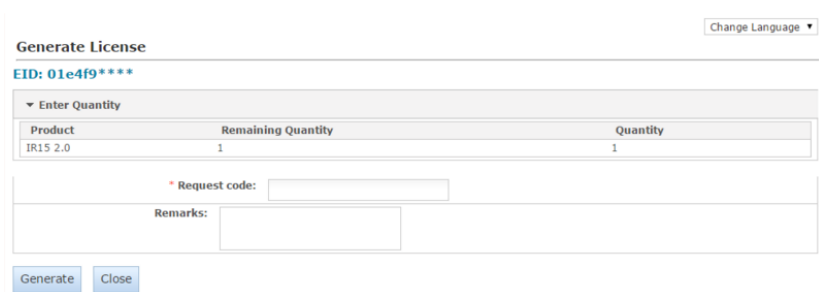 Change Language ▼
Generate License
EID: 01e4f9****
▼ Enter Quantity
Product Remaining Quantity Quantity
IR15 2.0 1 1
* Request code:
Remarks:
Generate Close